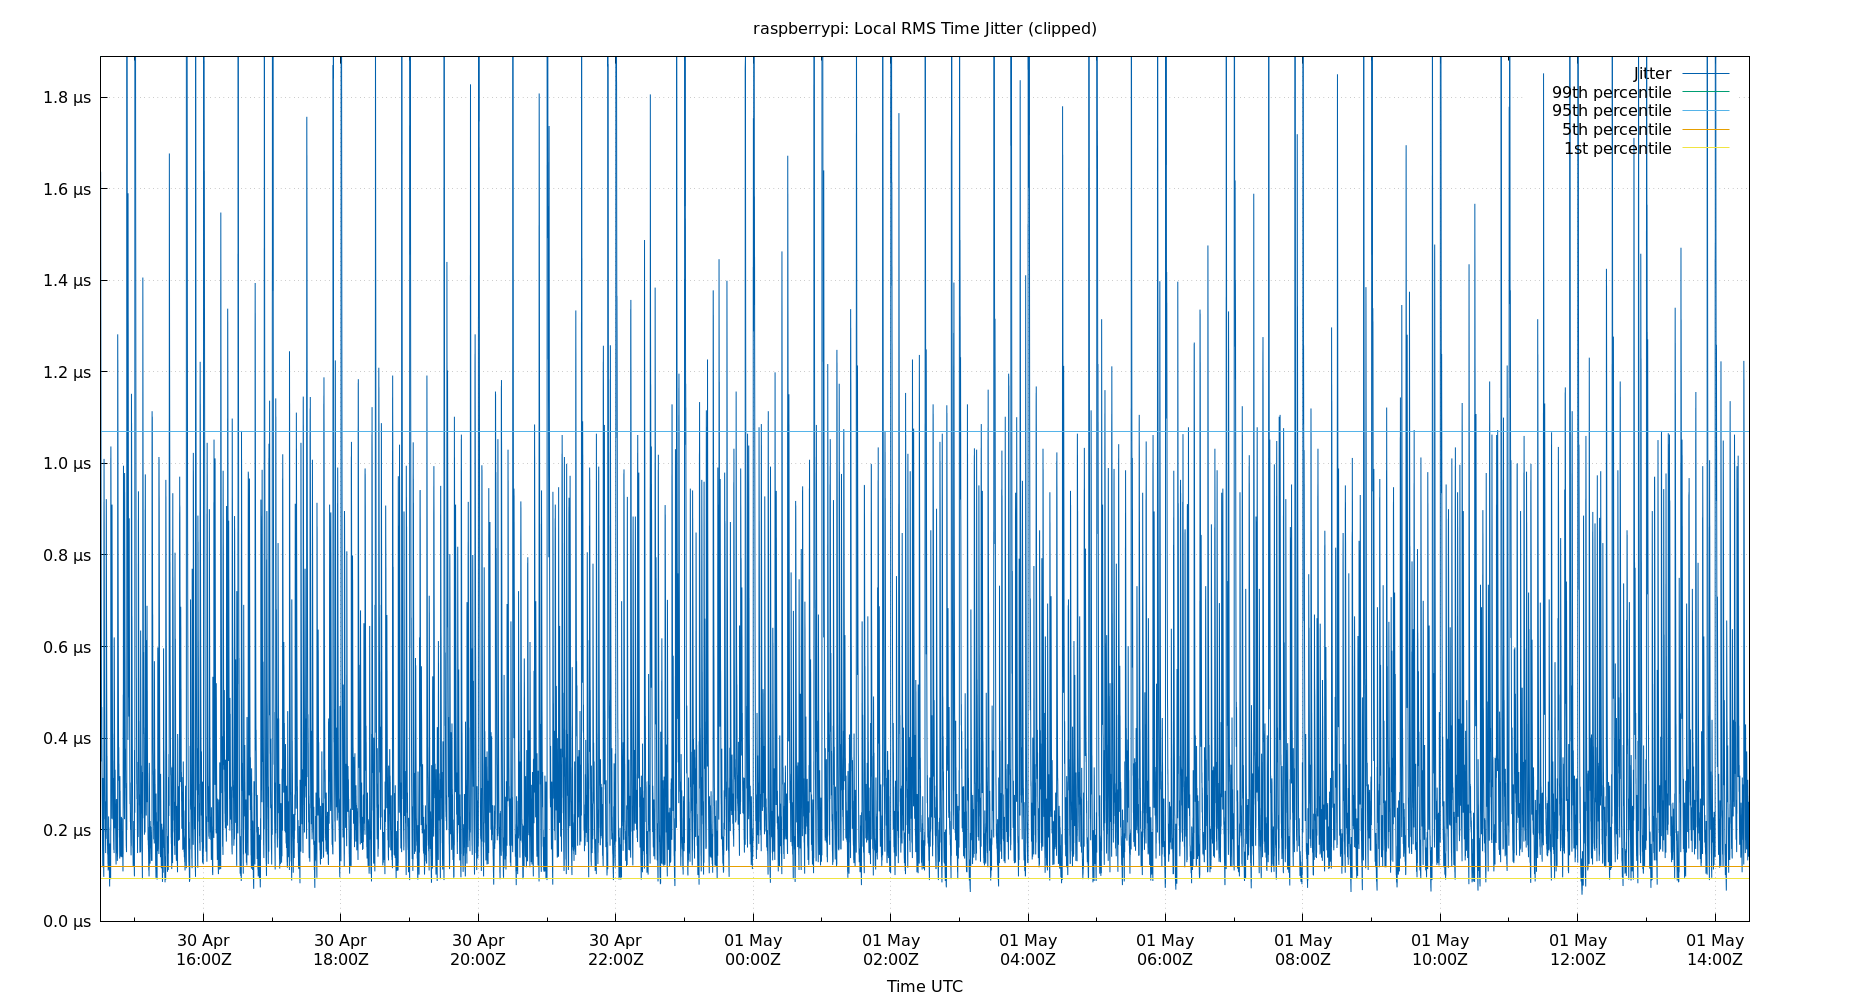 raspberrypi: Local RMS Time Jitter (clipped)
1.8 µs
1.6 µs
1.4 µs
1.2 µs
1.0 µs
0.8 µs
0.6 µs
0.4 µs
0.2 µs
0.0 µs
Jitter
99th percentile
95th percentile
5th percentile
1st percentile
30 Apr 30 Apr 30 Apr 30 Apr 01 May 01 May 01 May 01 May 01 May 01 May 01 May 01 May
16:00Z 18:00Z 20:00Z 22:00Z 00:00Z 02:00Z 04:00Z 06:00Z 08:00Z 10:00Z 12:00Z 14:00Z
Time UTC